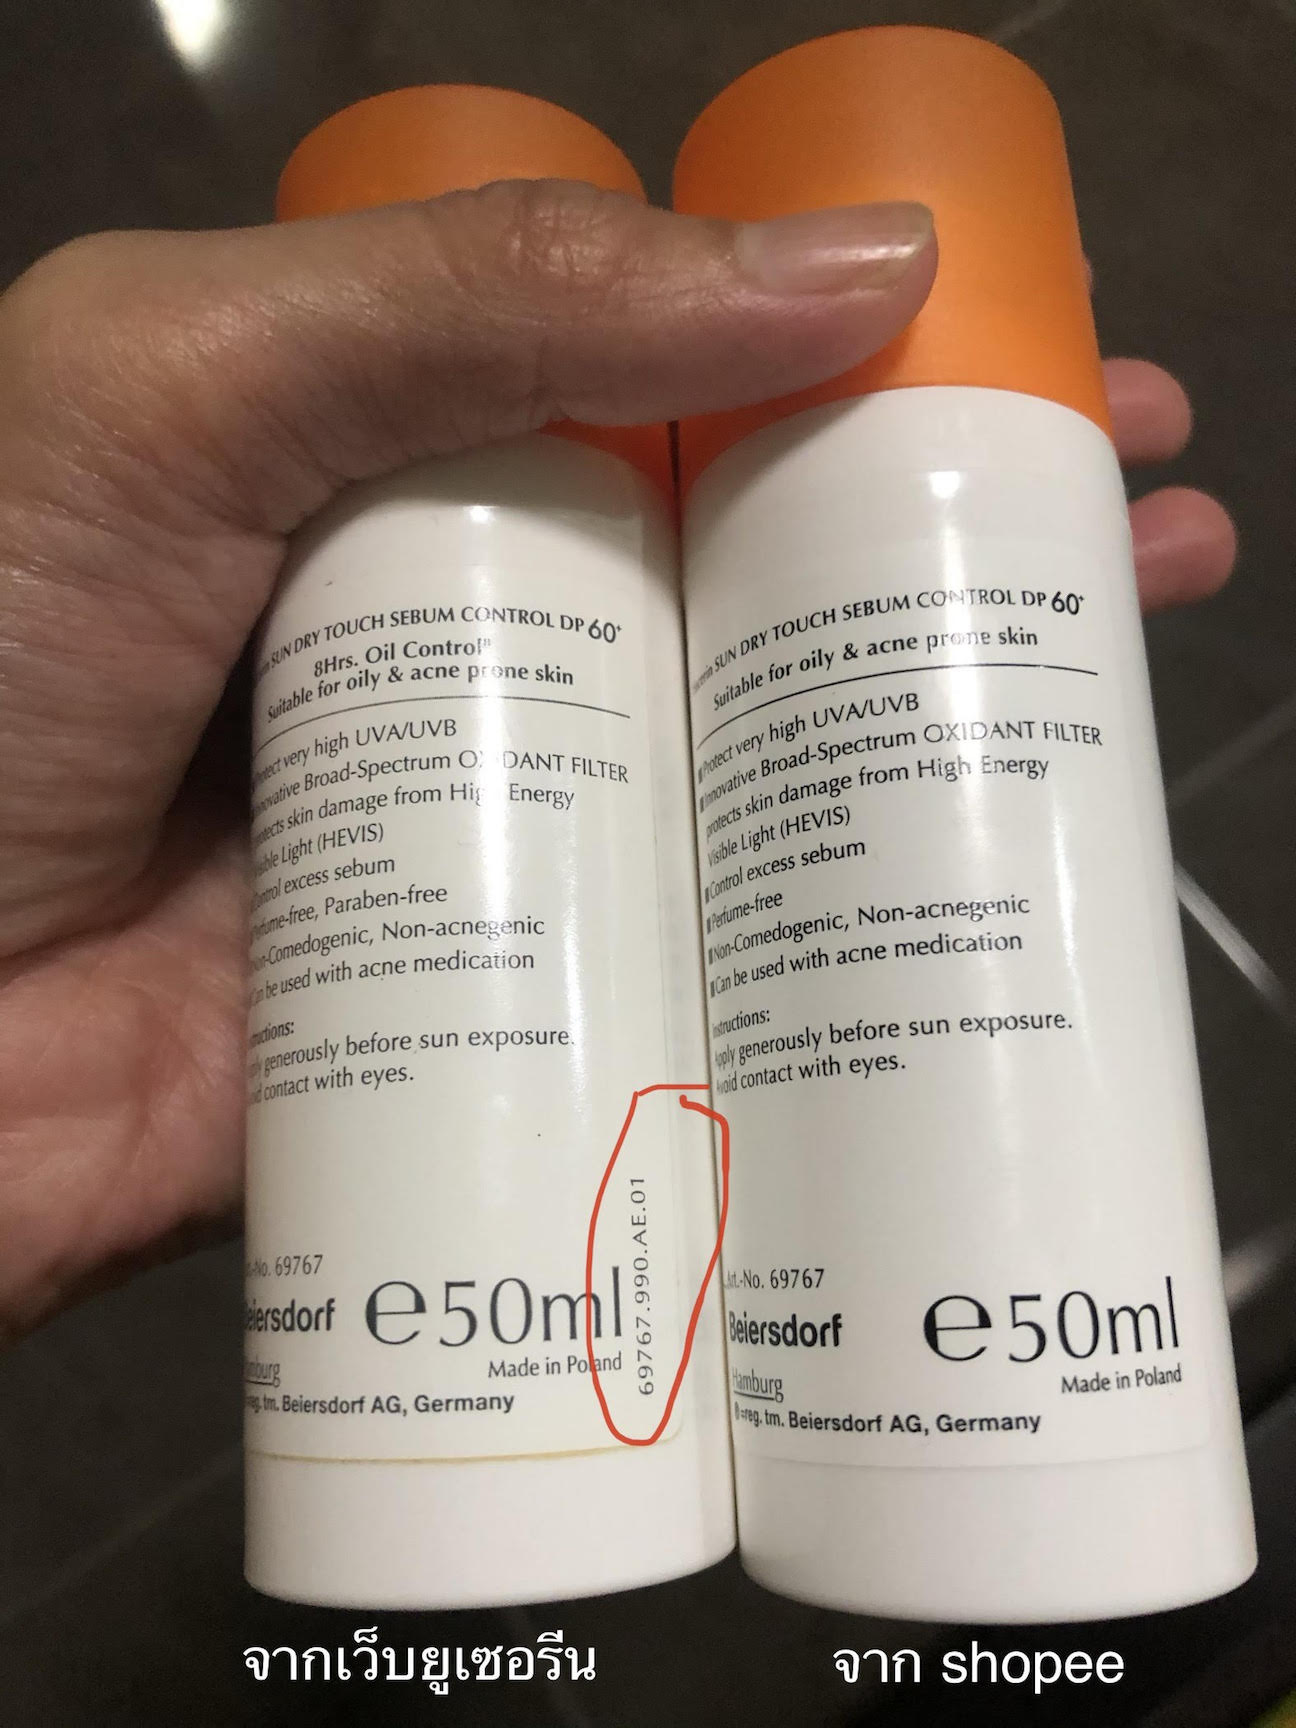 SUN DRY TOUCH SEBUM CONTROL DP 60+
8Hrs. Oil Control*
Suitable for oily & acne prone skin
Protect very high UVA/UVB
Innovative Broad-Spectrum OXIDANT FILTER
protects skin damage from High Energy
Visible Light (HEVIS)
Control excess sebum
Perfume-free, Paraben-free
Non-Comedogenic, Non-acnegenic
Can be used with acne medication
Instructions:
Apply generously before sun exposure.
Avoid contact with eyes.
Art.-No. 69767
Beiersdorf ℮50ml
Hamburg Made in Poland
®=reg. tm. Beiersdorf AG, Germany
69767.990.AE.01
จากเว็บยูเซอรีน
SUN DRY TOUCH SEBUM CONTROL DP 60+
Suitable for oily & acne prone skin
Protect very high UVA/UVB
Innovative Broad-Spectrum OXIDANT FILTER
protects skin damage from High Energy
Visible Light (HEVIS)
Control excess sebum
Perfume-free
Non-Comedogenic, Non-acnegenic
Can be used with acne medication
Instructions:
Apply generously before sun exposure.
Avoid contact with eyes.
Art.-No. 69767
Beiersdorf ℮50ml
Hamburg Made in Poland
®=reg. tm. Beiersdorf AG, Germany
จาก shopee